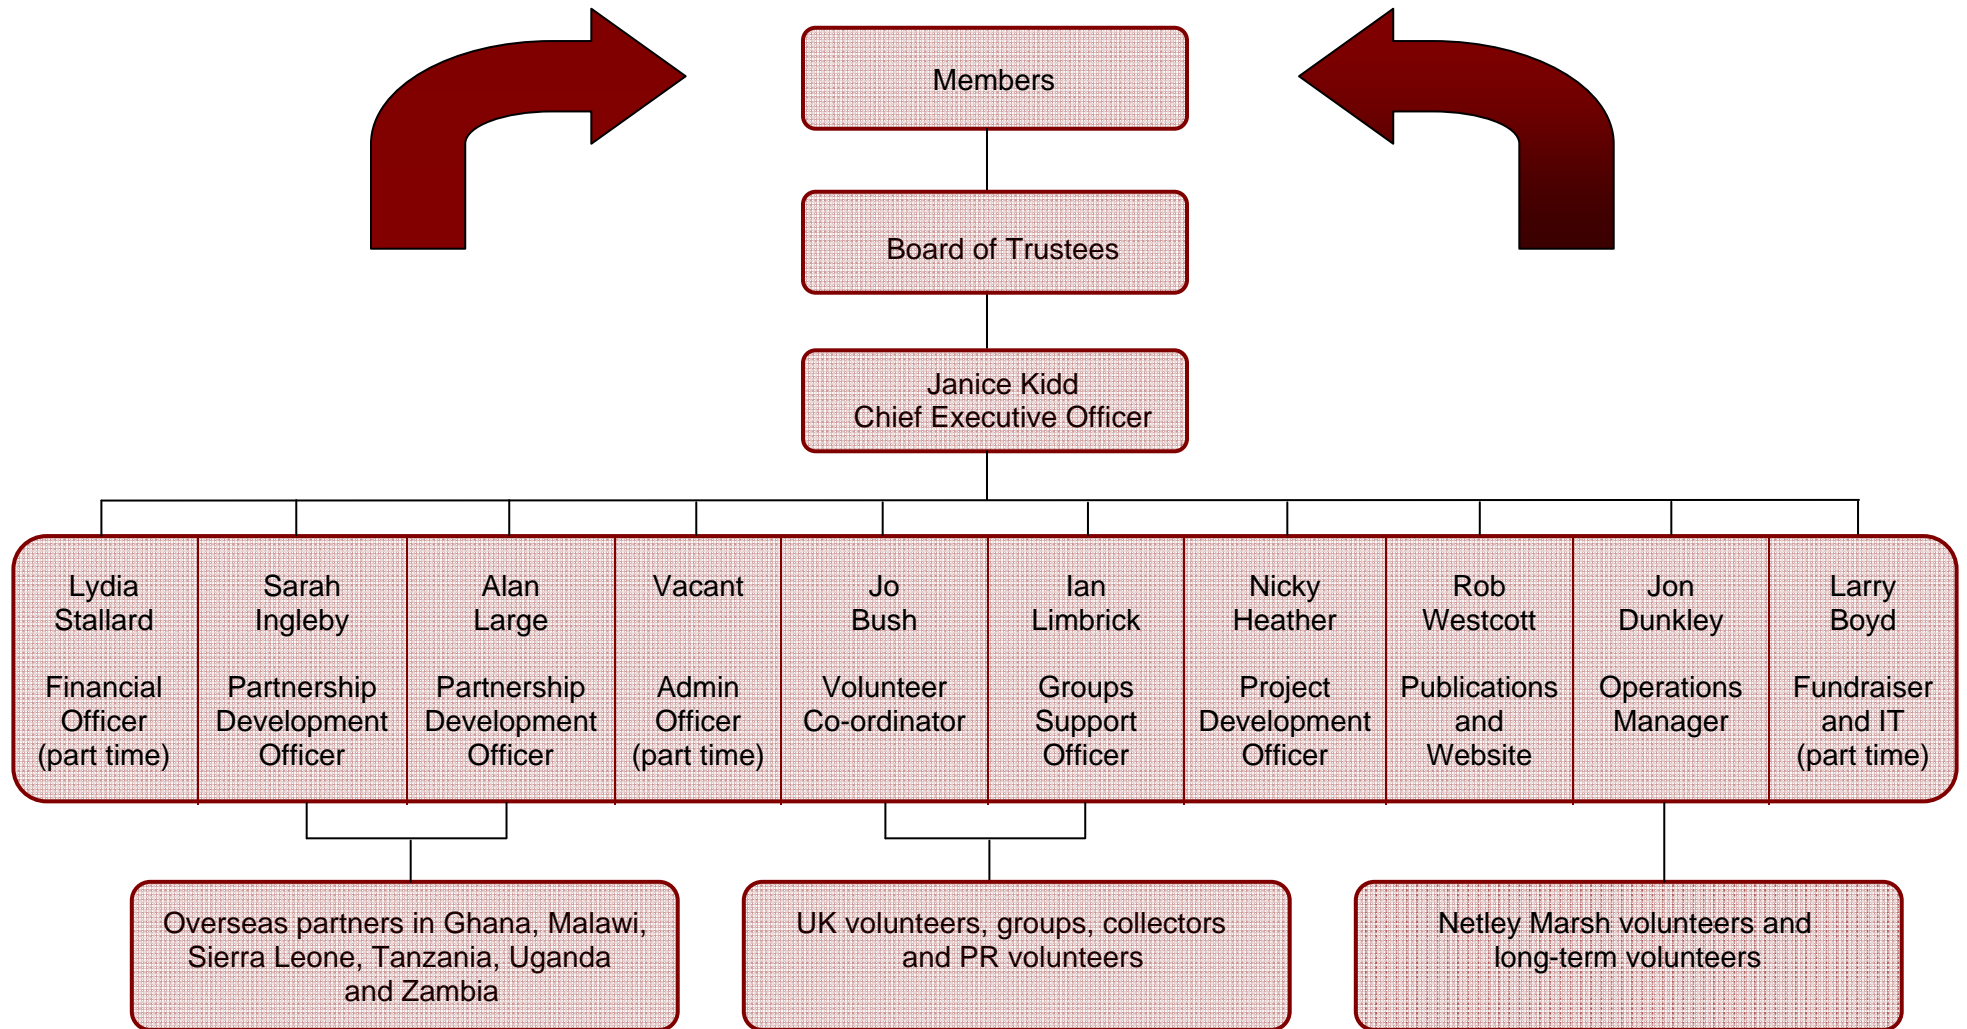 Members
Board of Trustees
Janice Kidd
Chief Executive Officer
Lydia
Stallard
Financial
Officer
(part time)
Sarah
Ingleby
Partnership
Development
Officer
Alan
Large
Partnership
Development
Officer
Vacant
Admin
Officer
(part time)
Jo
Bush
Volunteer
Co-ordinator
Ian
Limbrick
Groups
Support
Officer
Nicky
Heather
Project
Development
Officer
Rob
Westcott
Publications
and
Website
Jon
Dunkley
Operations
Manager
Larry
Boyd
Fundraiser
and IT
(part time)
Overseas partners in Ghana, Malawi,
Sierra Leone, Tanzania, Uganda
and Zambia
UK volunteers, groups, collectors
and PR volunteers
Netley Marsh volunteers and
long-term volunteers